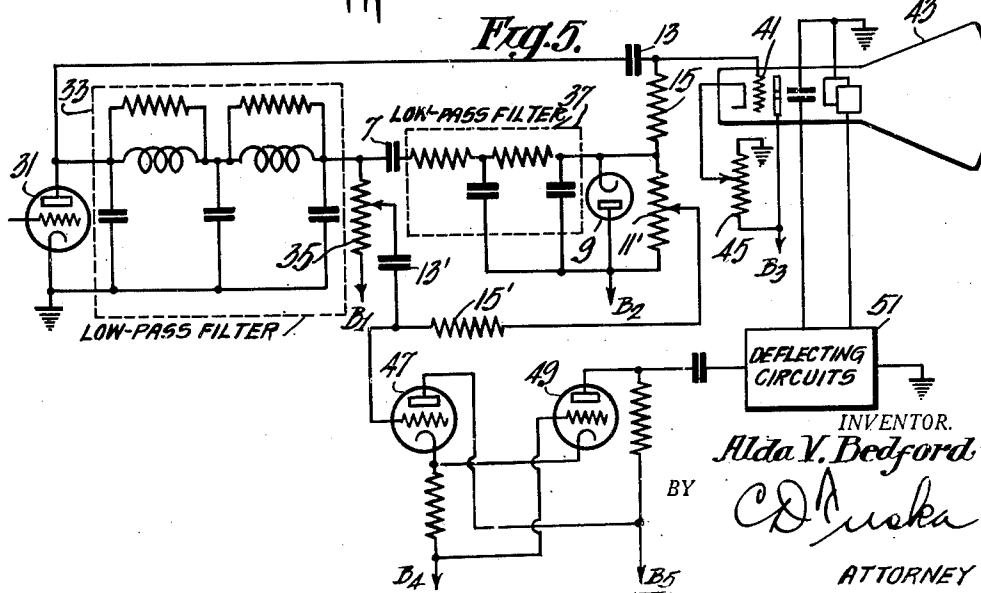 Fig. 5.
13
41
43
33
LOW-PASS FILTER
37
7
15
31
35
13'
9
11'
45
B3
B1
B2
LOW-PASS FILTER
15'
51
47
49
DEFLECTING
CIRCUITS
INVENTOR.
Alda V. Bedford
BY
C D Tuska
B4
B5
ATTORNEY